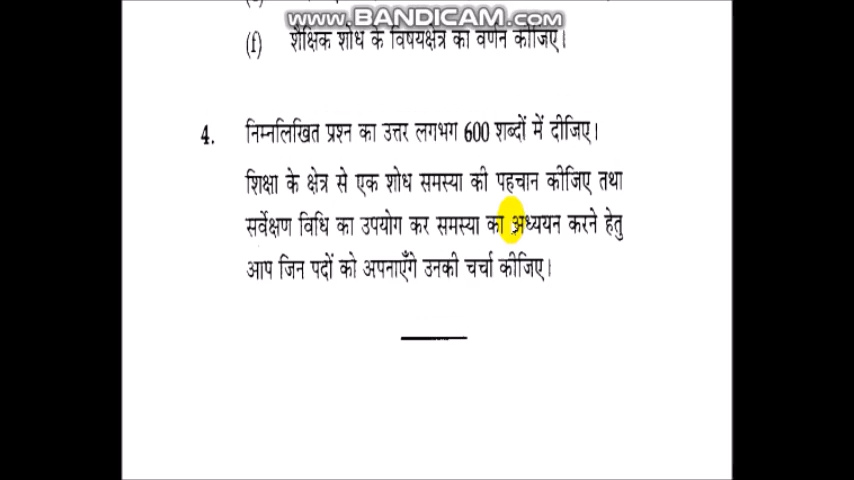 www.BANDICAM.com
(f) शैक्षिक शोध के विषयक्षेत्र का वर्णन कीजिए।
4. निम्नलिखित प्रश्न का उत्तर लगभग 600 शब्दों में दीजिए।
शिक्षा के क्षेत्र से एक शोध समस्या की पहचान कीजिए तथा
सर्वेक्षण विधि का उपयोग कर समस्या का अध्ययन करने हेतु
आप जिन पदों को अपनाएँगे उनकी चर्चा कीजिए।